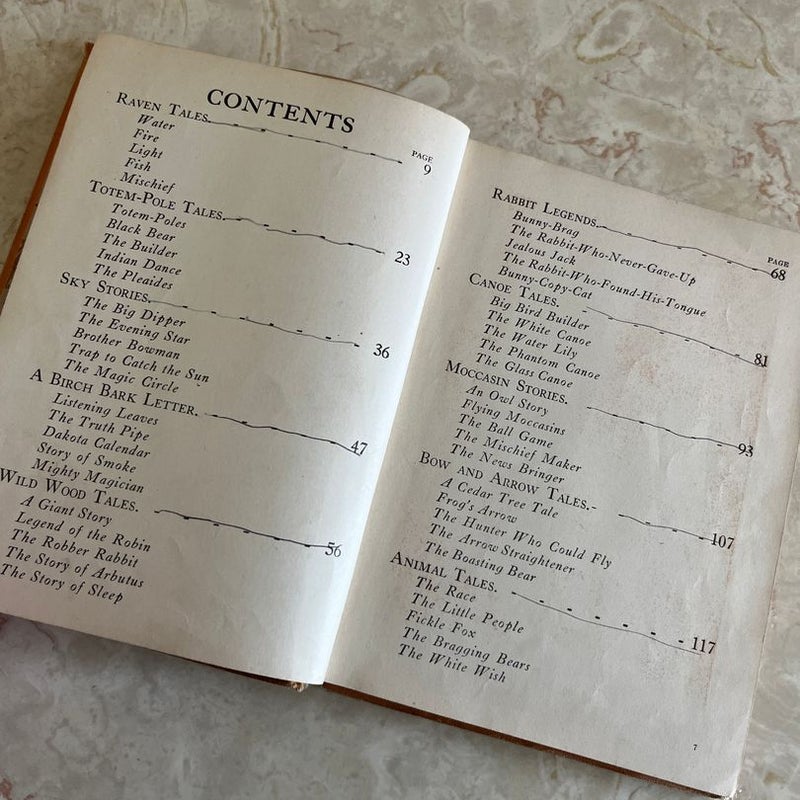 CONTENTS
PAGE
RAVEN TALES 9
Water
Fire
Light
Fish
Mischief
TOTEM-POLE TALES 23
Totem-Poles
Black Bear
The Builder
Indian Dance
The Pleaides
SKY STORIES 36
The Big Dipper
The Evening Star
Brother Bowman
Trap to Catch the Sun
The Magic Circle
A BIRCH BARK LETTER. 47
Listening Leaves
The Truth Pipe
Dakota Calendar
Story of Smoke
Mighty Magician
WILD WOOD TALES. 56
A Giant Story
Legend of the Robin
The Robber Rabbit
The Story of Arbutus
The Story of Sleep
PAGE
RABBIT LEGENDS 68
Bunny-Brag
The Rabbit-Who-Never-Gave-Up
Jealous Jack
The Rabbit-Who-Found-His-Tongue
Bunny-Copy-Cat
CANOE TALES. 81
Big Bird Builder
The White Canoe
The Water Lily
The Phantom Canoe
The Glass Canoe
MOCCASIN STORIES. 93
An Owl Story
Flying Moccasins
The Ball Game
The Mischief Maker
The News Bringer
BOW AND ARROW TALES. 107
A Cedar Tree Tale
Frog's Arrow
The Hunter Who Could Fly
The Arrow Straightener
The Boasting Bear
ANIMAL TALES. 117
The Race
The Little People
Fickle Fox
The Bragging Bears
The White Wish
7